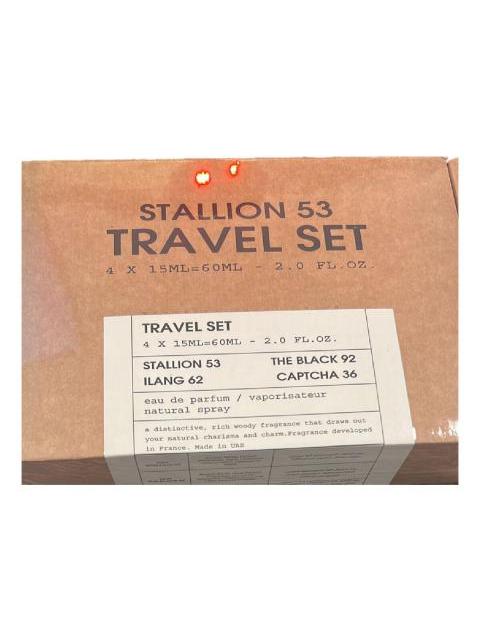 STALLION 53
TRAVEL SET
4 X 15ML=60ML - 2.0 FL.OZ.
TRAVEL SET
4 X 15ML=60ML - 2.0 FL.OZ.
STALLION 53 THE BLACK 92
ILANG 62 CAPTCHA 36
eau de parfum / vaporisateur
natural spray
a distinctive, rich woody fragrance that draws out
your natural charisma and charm.Fragrance developed
in France. Made in UAE